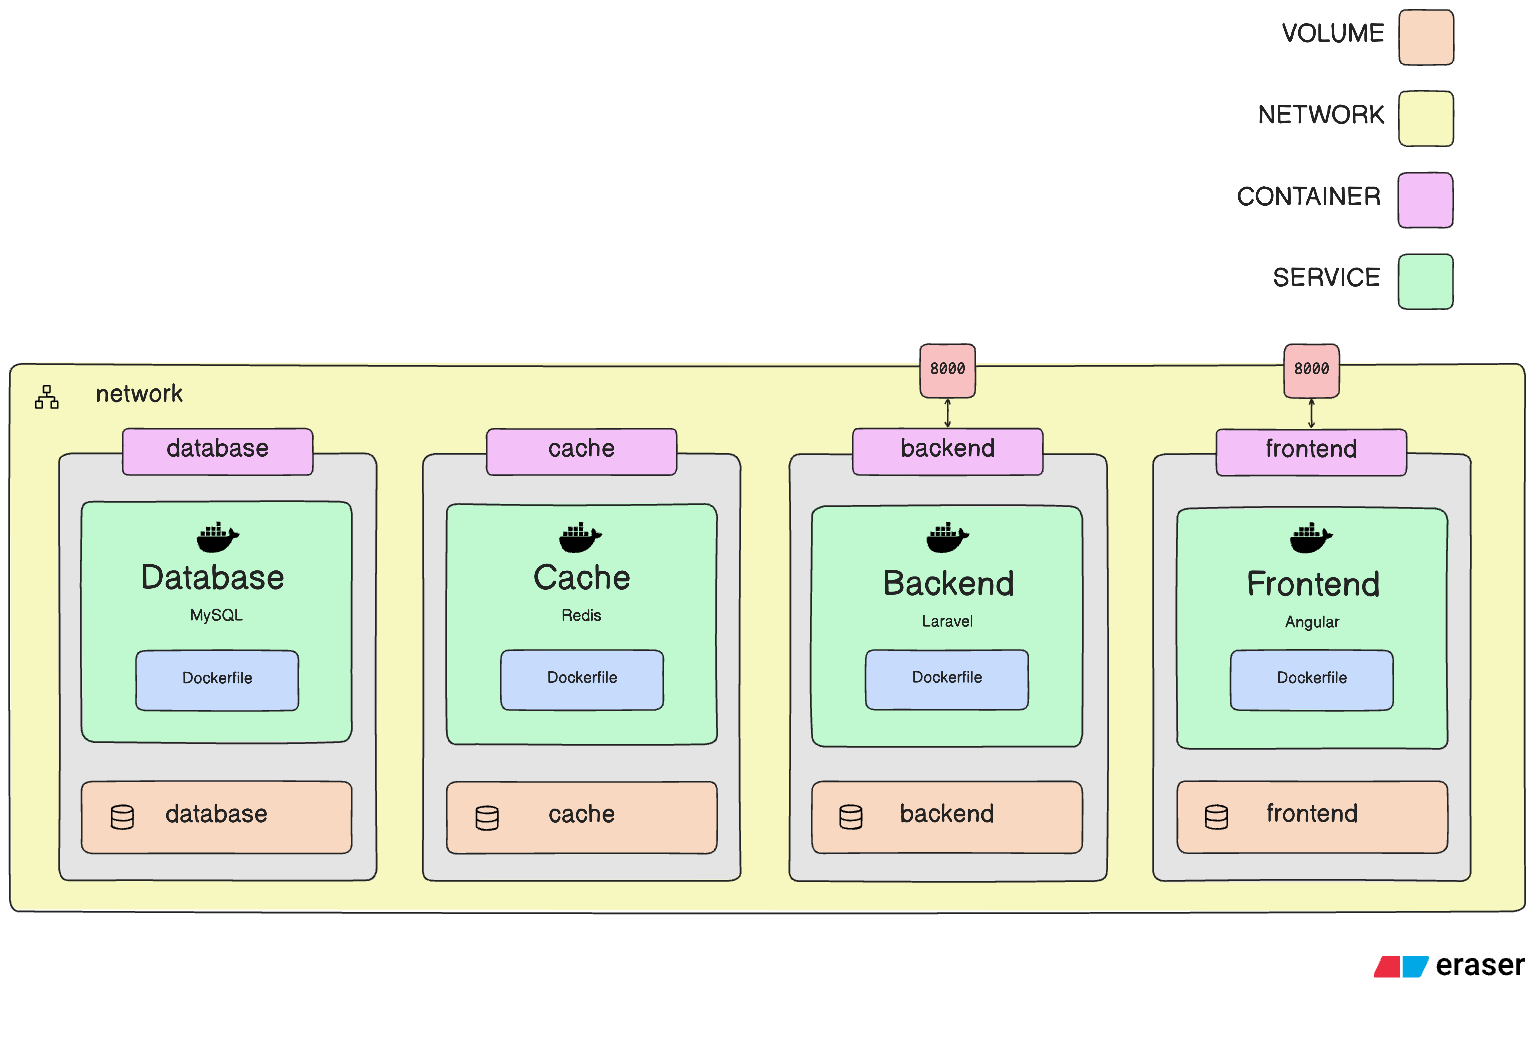 VOLUME
NETWORK
CONTAINER
SERVICE
8000
8000
network
database
cache
backend
frontend
Database
MySQL
Dockerfile
Cache
Redis
Dockerfile
Backend
Laravel
Dockerfile
Frontend
Angular
Dockerfile
database
cache
backend
frontend
eraser